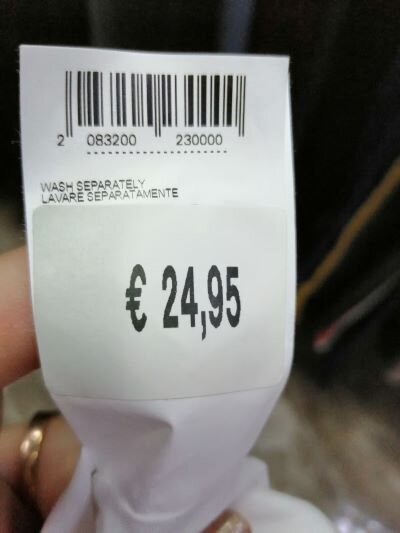 2 083200 230000
WASH SEPARATELY
LAVARE SEPARATAMENTE
€ 24,95